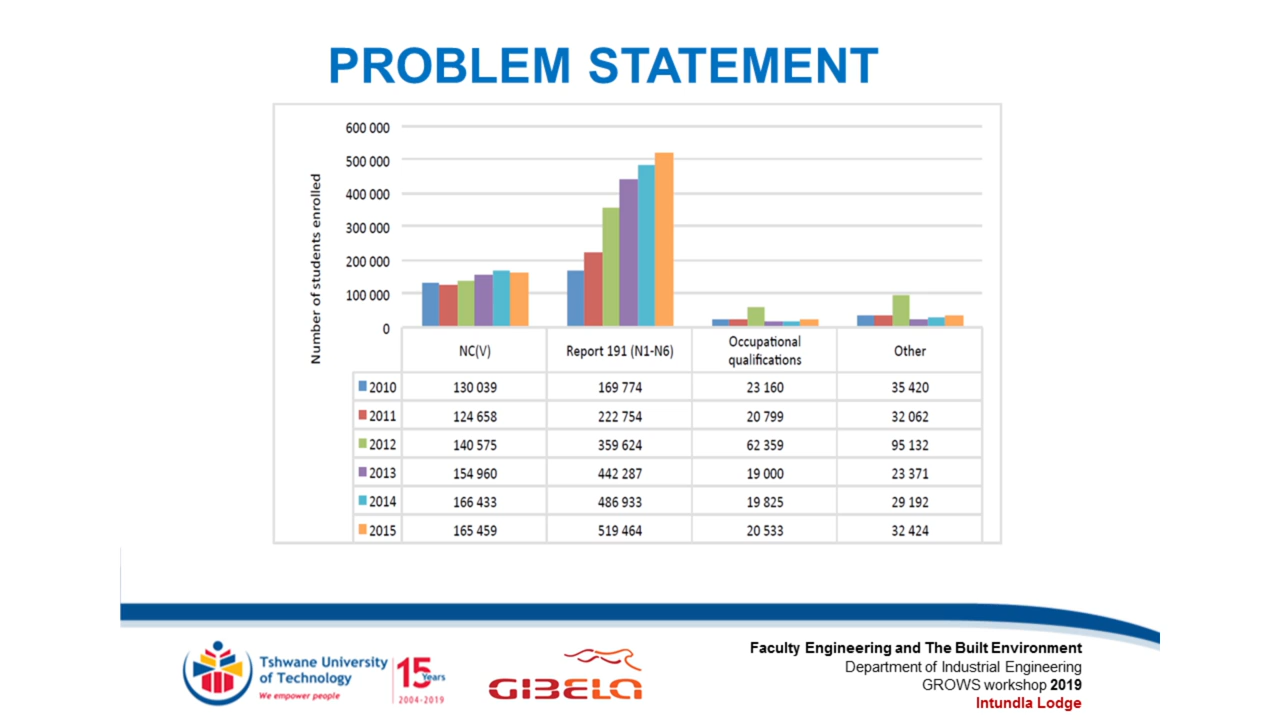 PROBLEM STATEMENT
600 000
500 000
400 000
300 000
200 000
100 000
0
Number of students enrolled
NC(V) Report 191 (N1-N6) Occupational qualifications Other
2010 130 039 169 774 23 160 35 420
2011 124 658 222 754 20 799 32 062
2012 140 575 359 624 62 359 95 132
2013 154 960 442 287 19 000 23 371
2014 166 433 486 933 19 825 29 192
2015 165 459 519 464 20 533 32 424
Tshwane University
of Technology
We empower people
15 Years
2004-2019
GIBELA
Faculty Engineering and The Built Environment
Department of Industrial Engineering
GROWS workshop 2019
Intundla Lodge